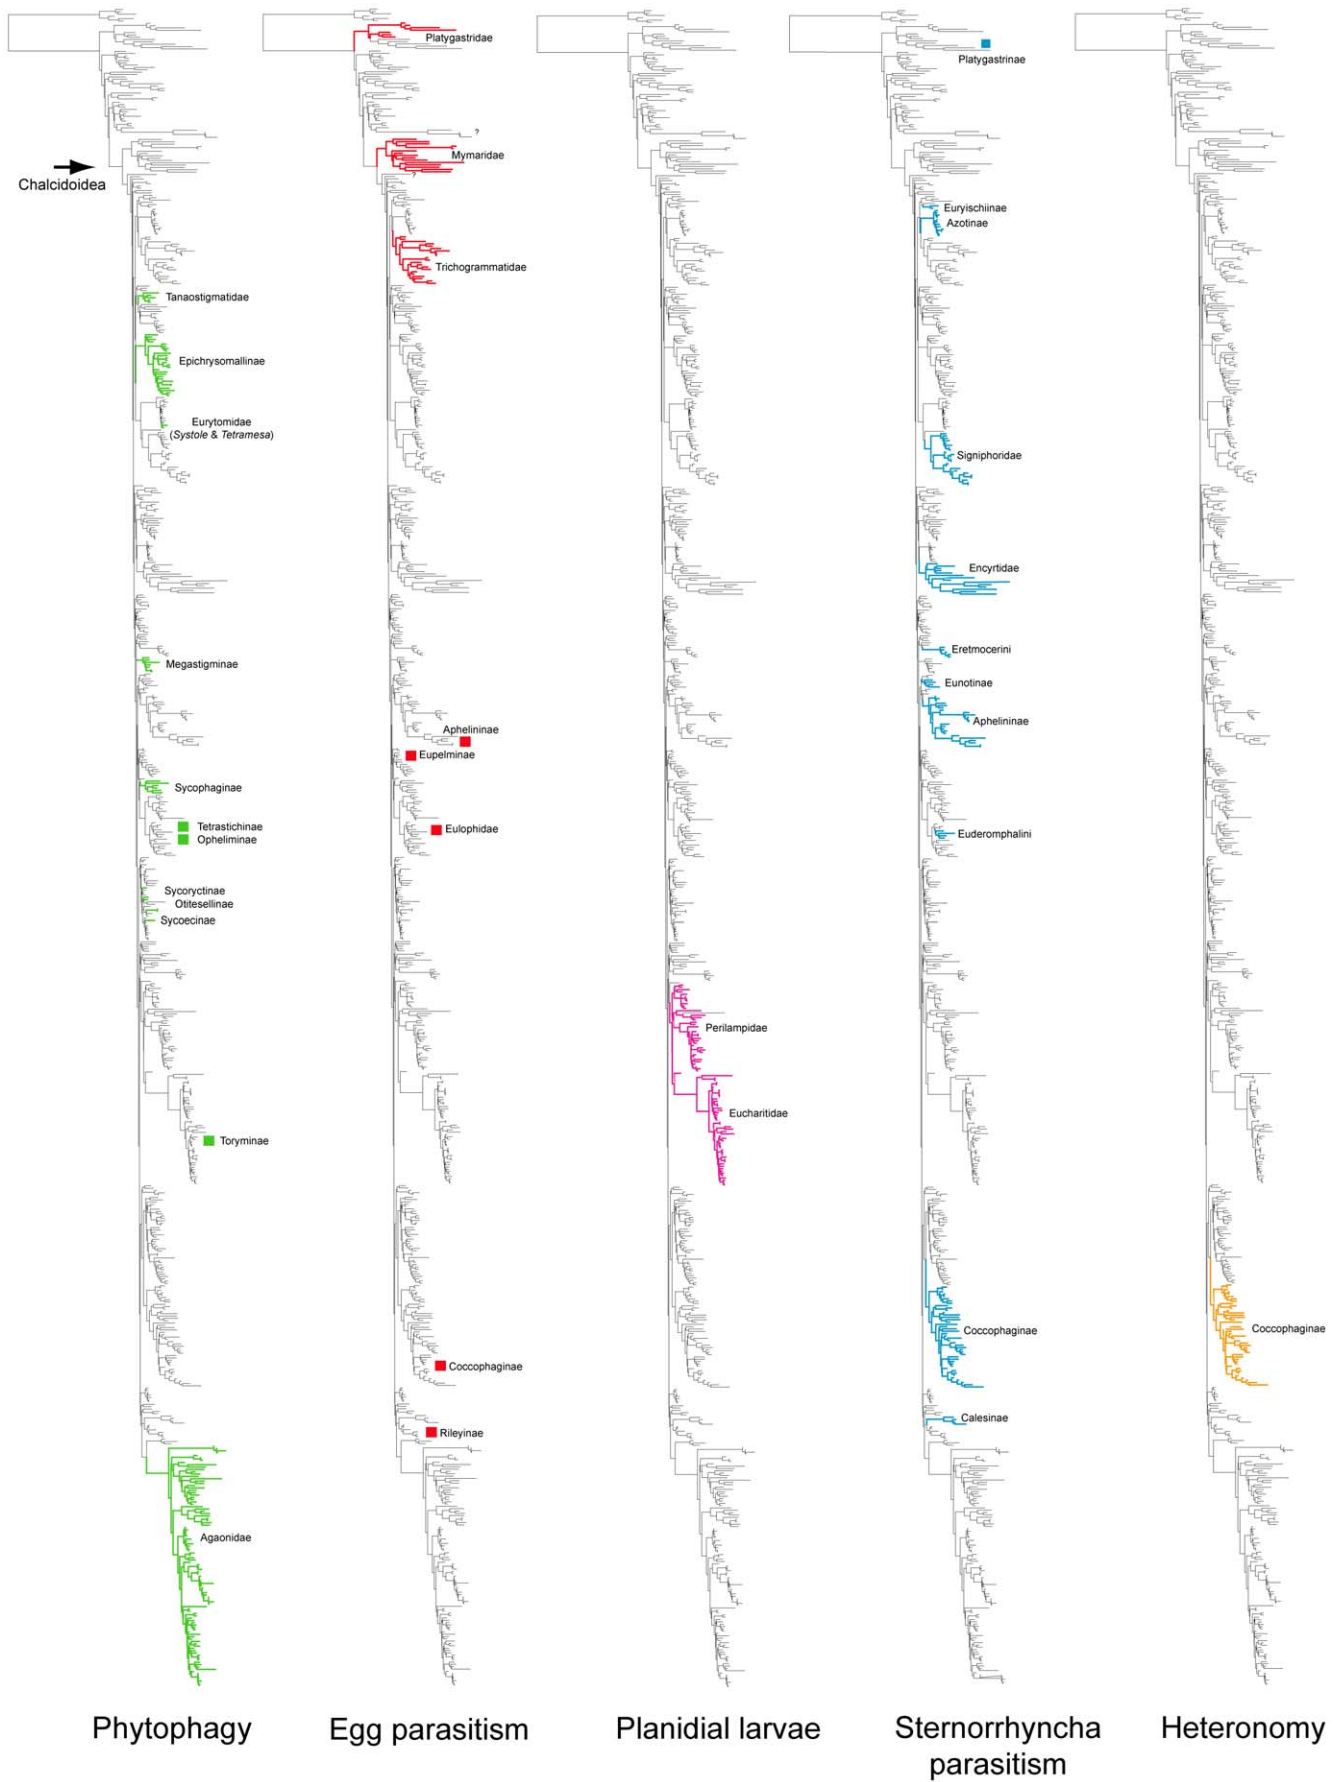 Chalcidoidea
Tanaostigmatidae
Epichrysomallinae
Eurytomidae
(Systole & Tetramesa)
Megastigminae
Sycophaginae
Tetrastichinae
Opheliminae
Sycoryctinae
Otitesellinae
Sycoecinae
Toryminae
Agaonidae
Phytophagy
Platygastridae
?
Mymaridae
?
Trichogrammatidae
Aphelininae
Eupelminae
Eulophidae
Coccophaginae
Rileyinae
Egg parasitism
Perilampidae
Eucharitidae
Planidial larvae
Platygastrinae
Euryischiinae
Azotinae
Signiphoridae
Encyrtidae
Eretmocerini
Eunotinae
Aphelininae
Euderomphalini
Coccophaginae
Calesinae
Sternorrhyncha
parasitism
Coccophaginae
Heteronomy